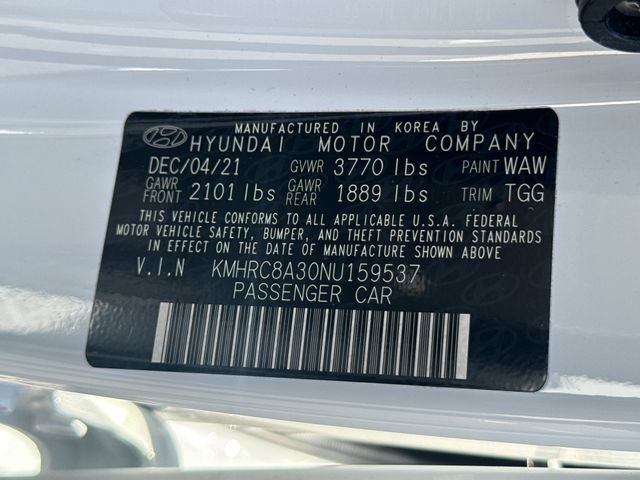 MANUFACTURED IN KOREA BY
HYUNDAI MOTOR COMPANY
DEC/04/21 GVWR 3770 lbs PAINT WAW
GAWR FRONT 2101 lbs GAWR REAR 1889 lbs TRIM TGG
THIS VEHICLE CONFORMS TO ALL APPLICABLE U.S.A. FEDERAL
MOTOR VEHICLE SAFETY, BUMPER, AND THEFT PREVENTION STANDARDS
IN EFFECT ON THE DATE OF MANUFACTURE SHOWN ABOVE.
V.I.N KMHRC8A30NU159537
PASSENGER CAR